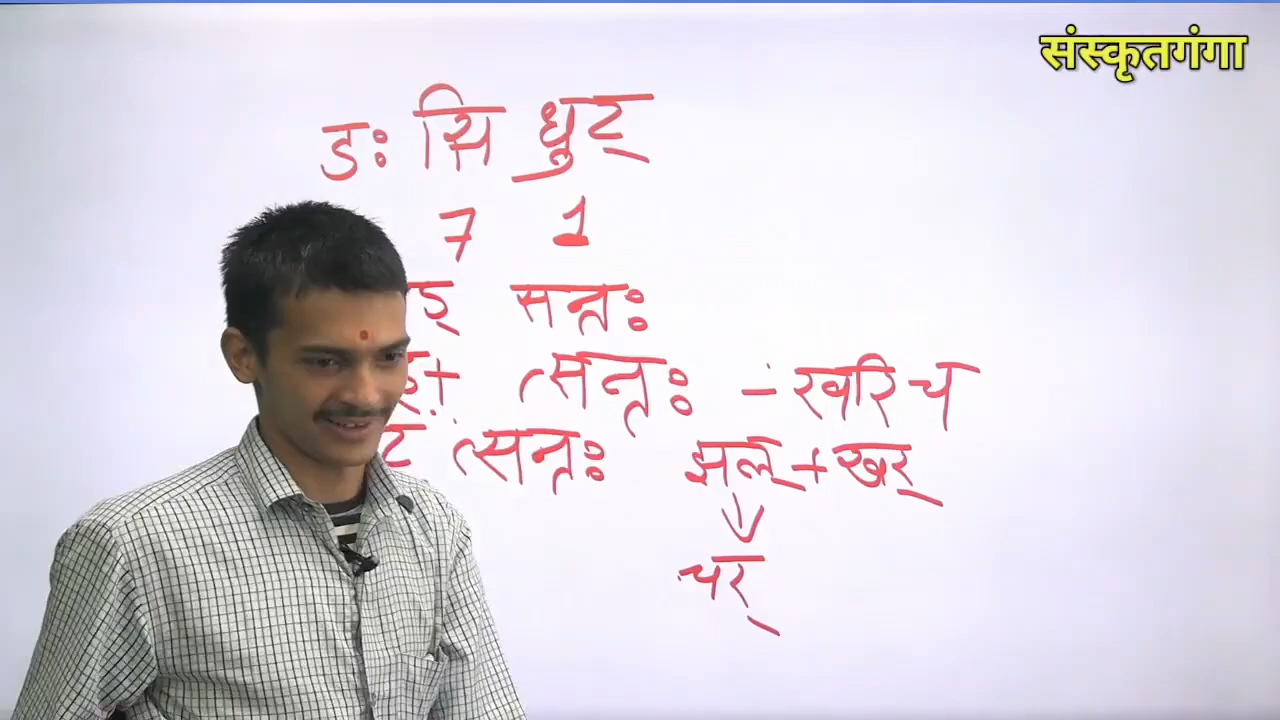 संस्कृतगंगा
डः सि धुट्
7 1
ड् सन्तः
ड्+ त्सन्तः - खरि च
ट् त्सन्तः झल् + खर्
चर्